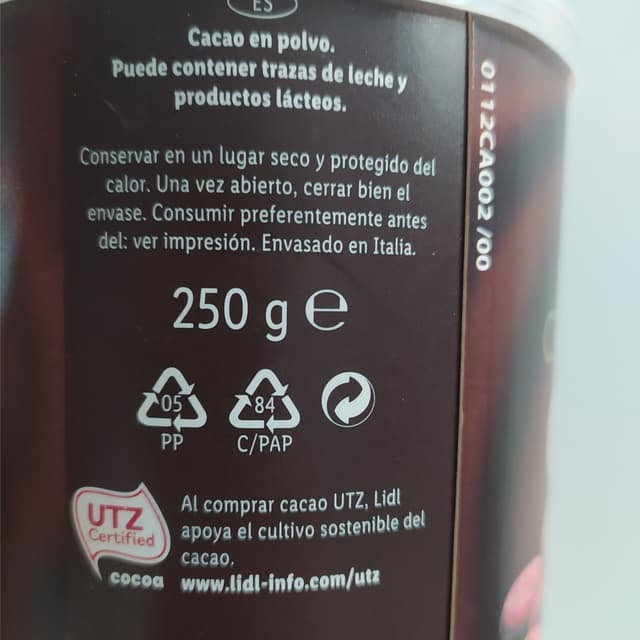 ES
Cacao en polvo.
Puede contener trazas de leche y
productos lácteos.
Conservar en un lugar seco y protegido del
calor. Una vez abierto, cerrar bien el
envase. Consumir preferentemente antes
del: ver impresión. Envasado en Italia.
250 g ℮
05
PP
84
C/PAP
UTZ
Certified
cocoa
Al comprar cacao UTZ, Lidl
apoya el cultivo sostenible del
cacao.
www.lidl-info.com/utz
0112CA002 /00